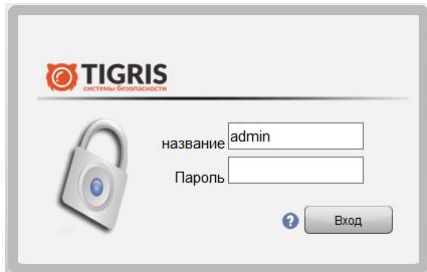 TIGRIS
системы безопасности
название admin
Пароль
? Вход